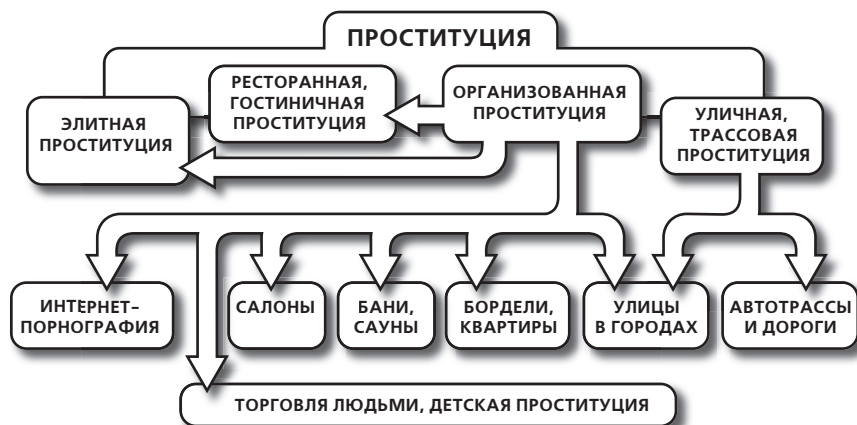 ПРОСТИТУЦИЯ
ЭЛИТНАЯ
ПРОСТИТУЦИЯ
РЕСТОРАННАЯ,
ГОСТИНИЧНАЯ
ПРОСТИТУЦИЯ
ОРГАНИЗОВАННАЯ
ПРОСТИТУЦИЯ
УЛИЧНАЯ,
ТРАССОВАЯ
ПРОСТИТУЦИЯ
ИНТЕРНЕТ-
ПОРНОГРАФИЯ
САЛОНЫ
БАНИ,
САУНЫ
БОРДЕЛИ,
КВАРТИРЫ
УЛИЦЫ
В ГОРОДАХ
АВТОТРАССЫ
И ДОРОГИ
ТОРГОВЛЯ ЛЮДЬМИ, ДЕТСКАЯ ПРОСТИТУЦИЯ